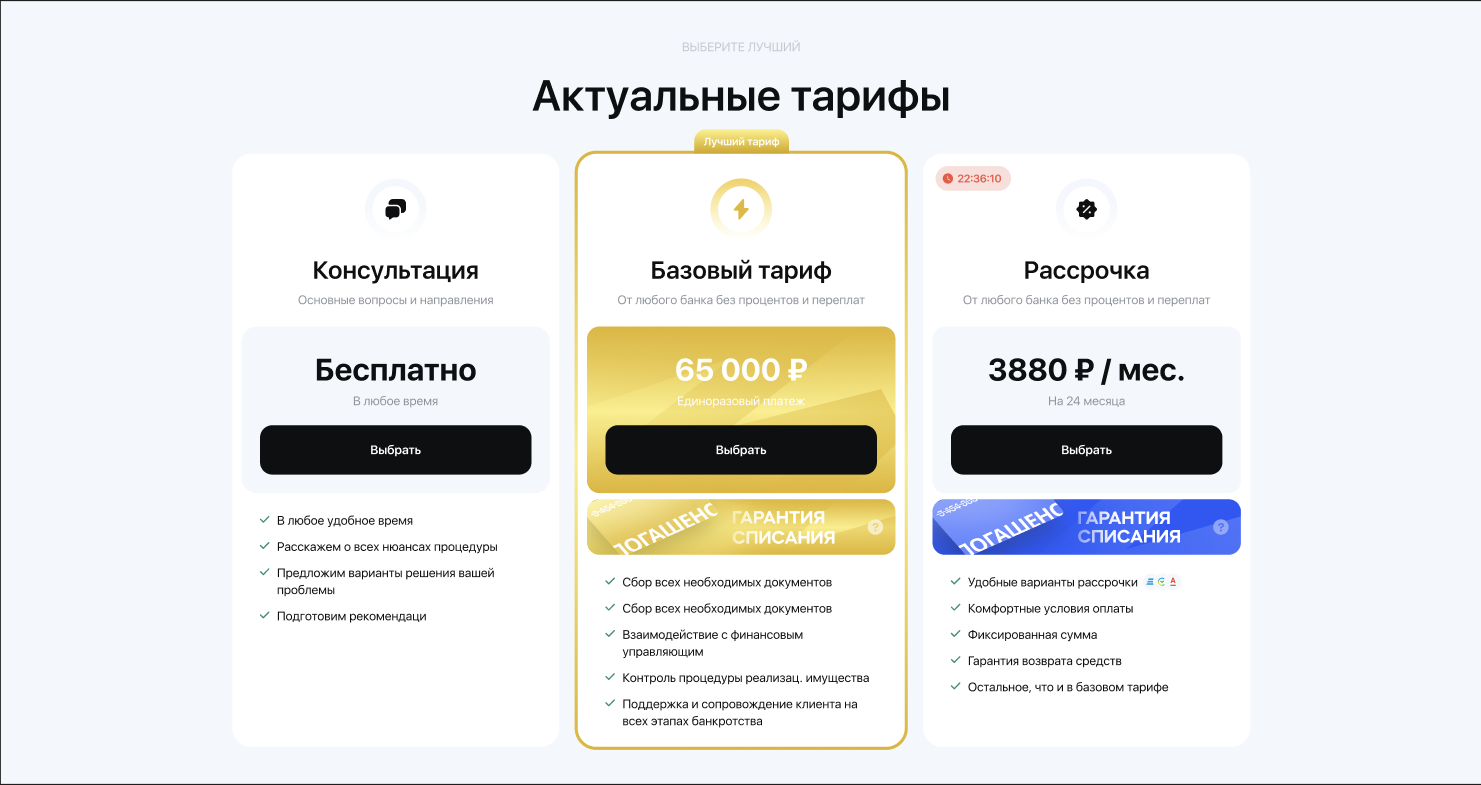 ВЫБЕРИТЕ ЛУЧШИЙ
Актуальные тарифы
Консультация
Основные вопросы и направления
Бесплатно
В любое время
Выбрать
В любое удобное время
Расскажем о всех нюансах процедуры
Предложим варианты решения вашей
проблемы
Подготовим рекомендаци
Лучший тариф
Базовый тариф
От любого банка без процентов и переплат
65 000 ₽
Единоразовый платеж
Выбрать
ГАРАНТИЯ
СПИСАНИЯ
?
Сбор всех необходимых документов
Сбор всех необходимых документов
Взаимодействие с финансовым
управляющим
Контроль процедуры реализац. имущества
Поддержка и сопровождение клиента на
всех этапах банкротства
22:36:10
Рассрочка
От любого банка без процентов и переплат
3880 ₽ / мес.
На 24 месяца
Выбрать
ГАРАНТИЯ
СПИСАНИЯ
?
Удобные варианты рассрочки
Комфортные условия оплаты
Фиксированная сумма
Гарантия возврата средств
Остальное, что и в базовом тарифе